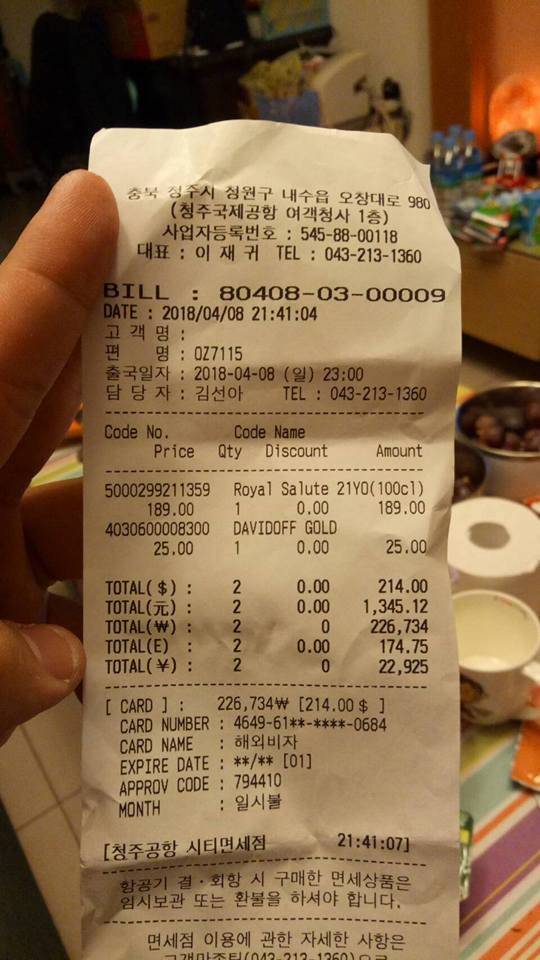 충북 청주시 청원구 내수읍 오창대로 980
(청주국제공항 여객청사 1층)
사업자등록번호 : 545-88-00118
대표 : 이 재 귀 TEL : 043-213-1360
BILL : 80408-03-00009
DATE : 2018/04/08 21:41:04
고 객 명 :
편 명 : OZ7115
출국일자 : 2018-04-08 (일) 23:00
담 당 자 : 김선아 TEL : 043-213-1360
Code No. Code Name
Price Qty Discount Amount
5000299211359 Royal Salute 21YO(100cl)
189.00 1 0.00 189.00
4030600008300 DAVIDOFF GOLD
25.00 1 0.00 25.00
TOTAL($) : 2 0.00 214.00
TOTAL(元) : 2 0.00 1,345.12
TOTAL(₩) : 2 0 226,734
TOTAL(E) : 2 0.00 174.75
TOTAL(¥) : 2 0 22,925
[ CARD ] : 226,734₩ [214.00 $ ]
CARD NUMBER : 4649-61**-****-0684
CARD NAME : 해외비자
EXPIRE DATE : **/** [01]
APPROV CODE : 794410
MONTH : 일시불
[청주공항 시티면세점 21:41:07]
항공기 결·회항 시 구매한 면세상품은
임시보관 또는 환불을 하셔야 합니다.
면세점 이용에 관한 자세한 사항은
고객만족팀(043-213-1360)으로